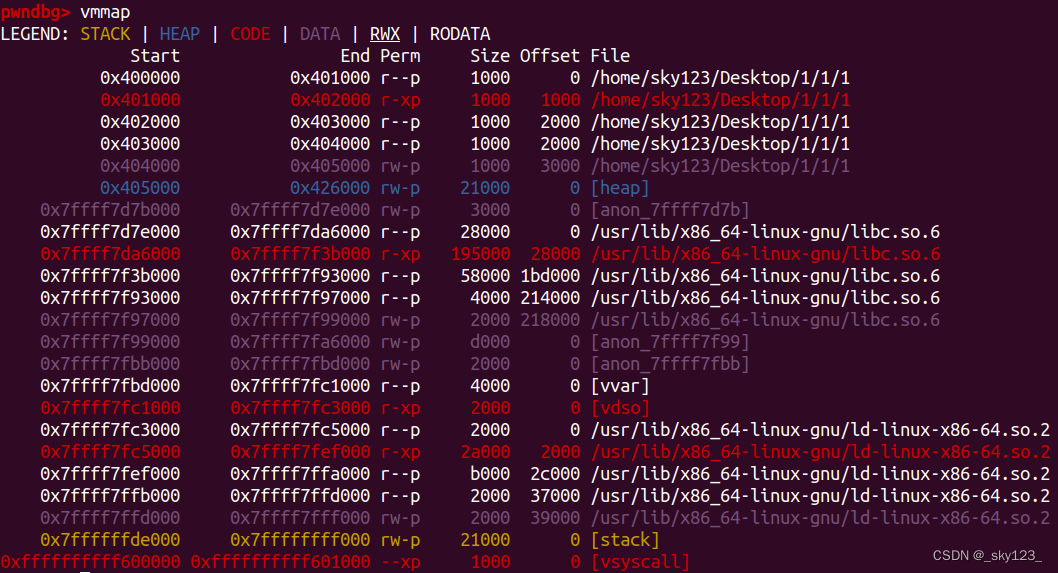 pwndbg> vmmap
LEGEND: STACK | HEAP | CODE | DATA | RWX | RODATA
Start End Perm Size Offset File
0x400000 0x401000 r--p 1000 0 /home/sky123/Desktop/1/1/1
0x401000 0x402000 r-xp 1000 1000 /home/sky123/Desktop/1/1/1
0x402000 0x403000 r--p 1000 2000 /home/sky123/Desktop/1/1/1
0x403000 0x404000 r--p 1000 2000 /home/sky123/Desktop/1/1/1
0x404000 0x405000 rw-p 1000 3000 /home/sky123/Desktop/1/1/1
0x405000 0x426000 rw-p 21000 0 [heap]
0x7ffff7d7b000 0x7ffff7d7e000 rw-p 3000 0 [anon_7ffff7d7b]
0x7ffff7d7e000 0x7ffff7da6000 r--p 28000 0 /usr/lib/x86_64-linux-gnu/libc.so.6
0x7ffff7da6000 0x7ffff7f3b000 r-xp 195000 28000 /usr/lib/x86_64-linux-gnu/libc.so.6
0x7ffff7f3b000 0x7ffff7f93000 r--p 58000 1bd000 /usr/lib/x86_64-linux-gnu/libc.so.6
0x7ffff7f93000 0x7ffff7f97000 r--p 4000 214000 /usr/lib/x86_64-linux-gnu/libc.so.6
0x7ffff7f97000 0x7ffff7f99000 rw-p 2000 218000 /usr/lib/x86_64-linux-gnu/libc.so.6
0x7ffff7f99000 0x7ffff7fa6000 rw-p d000 0 [anon_7ffff7f99]
0x7ffff7fbb000 0x7ffff7fbd000 rw-p 2000 0 [anon_7ffff7fbb]
0x7ffff7fbd000 0x7ffff7fc1000 r--p 4000 0 [vvar]
0x7ffff7fc1000 0x7ffff7fc3000 r-xp 2000 0 [vdso]
0x7ffff7fc3000 0x7ffff7fc5000 r--p 2000 0 /usr/lib/x86_64-linux-gnu/ld-linux-x86-64.so.2
0x7ffff7fc5000 0x7ffff7fef000 r-xp 2a000 2000 /usr/lib/x86_64-linux-gnu/ld-linux-x86-64.so.2
0x7ffff7fef000 0x7ffff7ffa000 r--p b000 2c000 /usr/lib/x86_64-linux-gnu/ld-linux-x86-64.so.2
0x7ffff7ffb000 0x7ffff7ffd000 r--p 2000 37000 /usr/lib/x86_64-linux-gnu/ld-linux-x86-64.so.2
0x7ffff7ffd000 0x7ffff7fff000 rw-p 2000 39000 /usr/lib/x86_64-linux-gnu/ld-linux-x86-64.so.2
0x7ffffffde000 0x7ffffffff000 rw-p 21000 0 [stack]
0xffffffffff600000 0xffffffffff601000 --xp 1000 0 [vsyscall]
CSDN @_sky123_